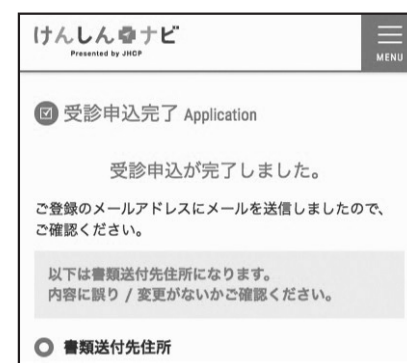 けんしんナビ
Presented by JHCP
MENU
受診申込完了 Application
受診申込が完了しました。
ご登録のメールアドレスにメールを送信しましたので、
ご確認ください。
以下は書類送付先住所になります。
内容に誤り / 変更がないかご確認ください。
書類送付先住所